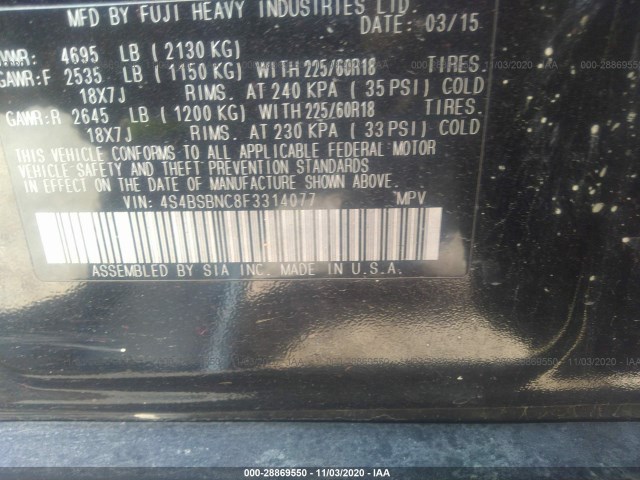 MFD BY FUJI HEAVY INDUSTRIES LTD.
DATE: 03/15
GVWR: 4695 LB (2130 KG)
GAWR:F 2535 LB (1150 KG) WITH 225/60R18 TIRES.
18X7J RIMS. AT 240 KPA (35 PSI) COLD
GAWR:R 2645 LB (1200 KG) WITH 225/60R18 TIRES.
18X7J RIMS. AT 230 KPA (33 PSI) COLD
THIS VEHICLE CONFORMS TO ALL APPLICABLE FEDERAL MOTOR
VEHICLE SAFETY AND THEFT PREVENTION STANDARDS
IN EFFECT ON THE DATE OF MANUFACTURE SHOWN ABOVE.
VIN: 4S4BSBNC8F3314077 MPV
ASSEMBLED BY SIA INC. MADE IN U.S.A.
000-28869550 | 11/03/2020 - IAA